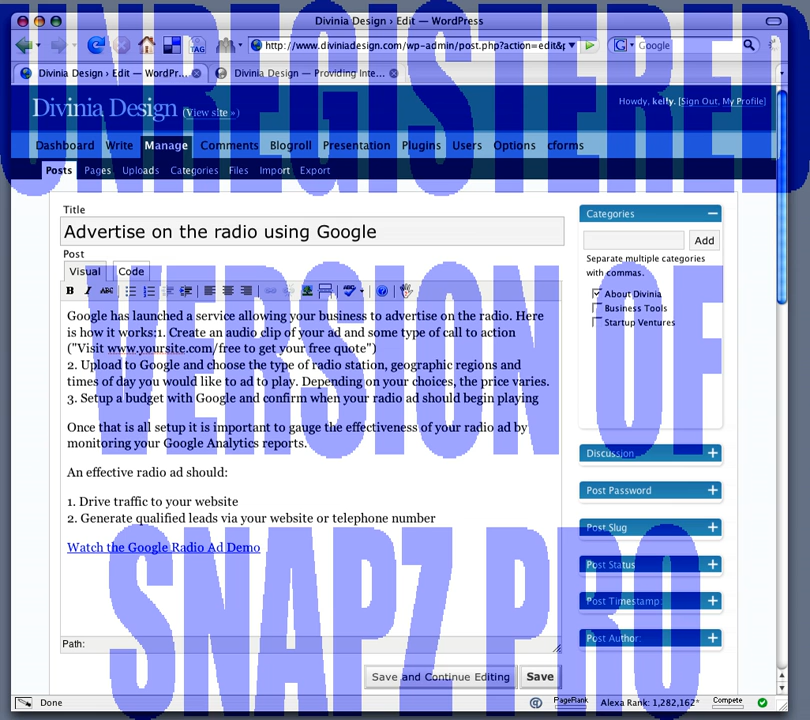 Divinia Design › Edit — WordPress
TAG
http://www.diviniadesign.com/wp-admin/post.php?action=edit&
G Google
Divinia Design › Edit — WordPr...
Divinia Design — Providing Inte...
Divinia Design (View site »)
Howdy, kelly. [Sign Out, My Profile]
Dashboard Write Manage Comments Blogroll Presentation Plugins Users Options cforms
Posts Pages Uploads Categories Files Import Export
UNREGISTERED
Title
Advertise on the radio using Google
Post
Visual Code
B I ABC
Google has launched a service allowing your business to advertise on the radio. Here
is how it works:1. Create an audio clip of your ad and some type of call to action
("Visit www.yoursite.com/free to get your free quote")
2. Upload to Google and choose the type of radio station, geographic regions and
times of day you would like to ad to play. Depending on your choices, the price varies.
3. Setup a budget with Google and confirm when your radio ad should begin playing
Once that is all setup it is important to gauge the effectiveness of your radio ad by
monitoring your Google Analytics reports.
An effective radio ad should:
1. Drive traffic to your website
2. Generate qualified leads via your website or telephone number
Watch the Google Radio Ad Demo
Path:
Save and Continue Editing Save
Categories
Add
Separate multiple categories
with commas.
About Divinia
Business Tools
Startup Ventures
VERSION OF
Discussion
Post Password
Post Slug
Post Status
Post Timestamp:
Post Author:
SNAPZ PRO
Done
PageRank
Alexa Rank: 1,282,162*
Compete